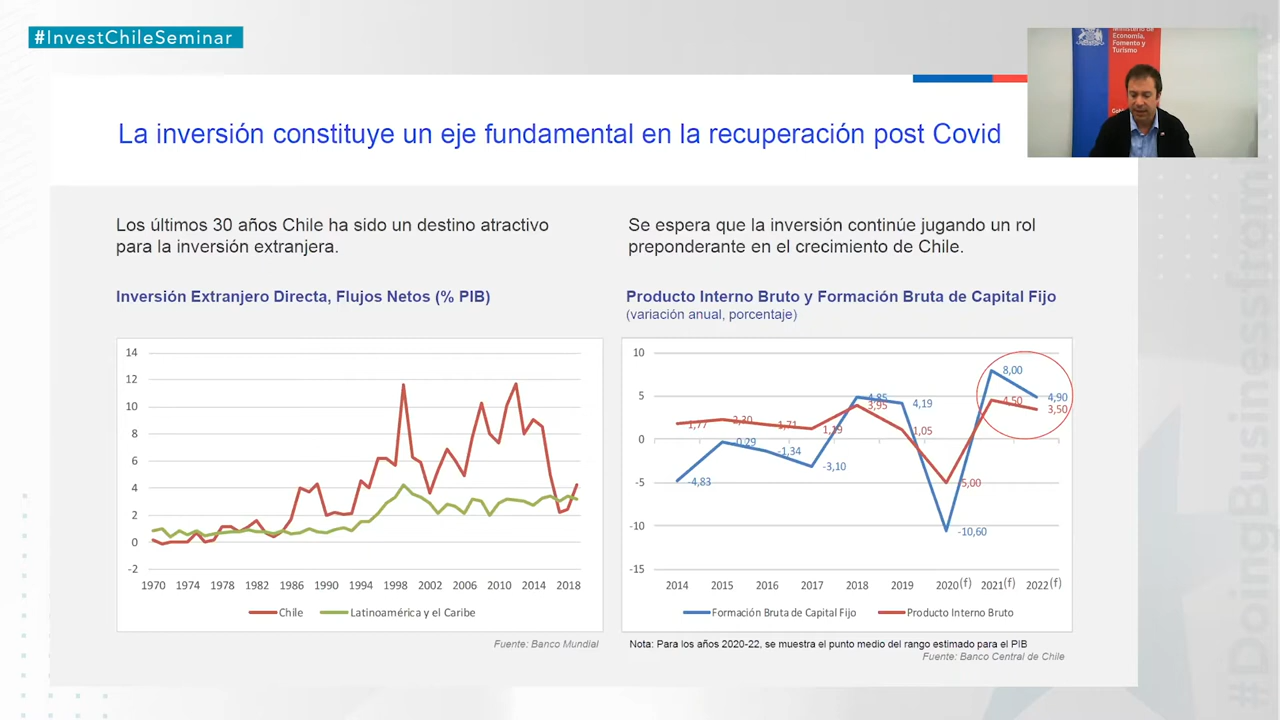 #InvestChileSeminar
Ministerio de
Economía,
Fomento y
Turismo
La inversión constituye un eje fundamental en la recuperación post Covid
Los últimos 30 años Chile ha sido un destino atractivo
para la inversión extranjera.
Inversión Extranjero Directa, Flujos Netos (% PIB)
14
12
10
8
6
4
2
0
-2
1970 1974 1978 1982 1986 1990 1994 1998 2002 2006 2010 2014 2018
Chile Latinoamérica y el Caribe
Fuente: Banco Mundial
Se espera que la inversión continúe jugando un rol
preponderante en el crecimiento de Chile.
Producto Interno Bruto y Formación Bruta de Capital Fijo
(variación anual, porcentaje)
10
5
0
-5
-10
-15
8,00
4,90
4,50
3,50
4,85
3,95
4,19
1,77
2,30
1,71
1,19
1,05
-0,29
-1,34
-3,10
-4,83
-5,00
-10,60
2014 2015 2016 2017 2018 2019 2020(f) 2021(f) 2022(f)
Formación Bruta de Capital Fijo Producto Interno Bruto
Nota: Para los años 2020-22, se muestra el punto medio del rango estimado para el PIB
Fuente: Banco Central de Chile
#DoingBusinessfrom